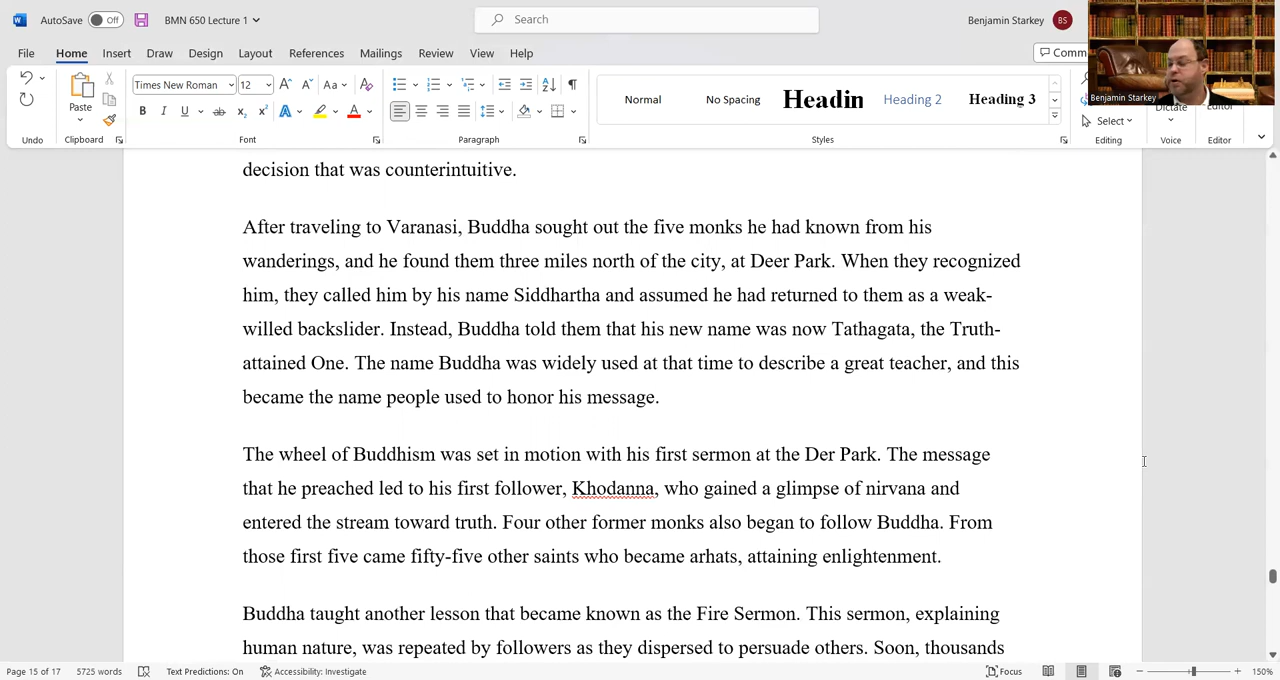 AutoSave Off BMN 650 Lecture 1 Search Benjamin Starkey BS
File Home Insert Draw Design Layout References Mailings Review View Help Comm
Times New Roman 12 Aa Normal No Spacing Headin Heading 2 Heading 3
Paste B I U ab x₂ x² A A Select
Benjamin Starkey
Dictate Editor
Undo Clipboard Font Paragraph Styles Editing Voice Editor
decision that was counterintuitive.
After traveling to Varanasi, Buddha sought out the five monks he had known from his
wanderings, and he found them three miles north of the city, at Deer Park. When they recognized
him, they called him by his name Siddhartha and assumed he had returned to them as a weak-
willed backslider. Instead, Buddha told them that his new name was now Tathagata, the Truth-
attained One. The name Buddha was widely used at that time to describe a great teacher, and this
became the name people used to honor his message.
The wheel of Buddhism was set in motion with his first sermon at the Der Park. The message
that he preached led to his first follower, Khodanna, who gained a glimpse of nirvana and
entered the stream toward truth. Four other former monks also began to follow Buddha. From
those first five came fifty-five other saints who became arhats, attaining enlightenment.
Buddha taught another lesson that became known as the Fire Sermon. This sermon, explaining
human nature, was repeated by followers as they dispersed to persuade others. Soon, thousands
Page 15 of 17 5725 words Text Predictions: On Accessibility: Investigate Focus 150%